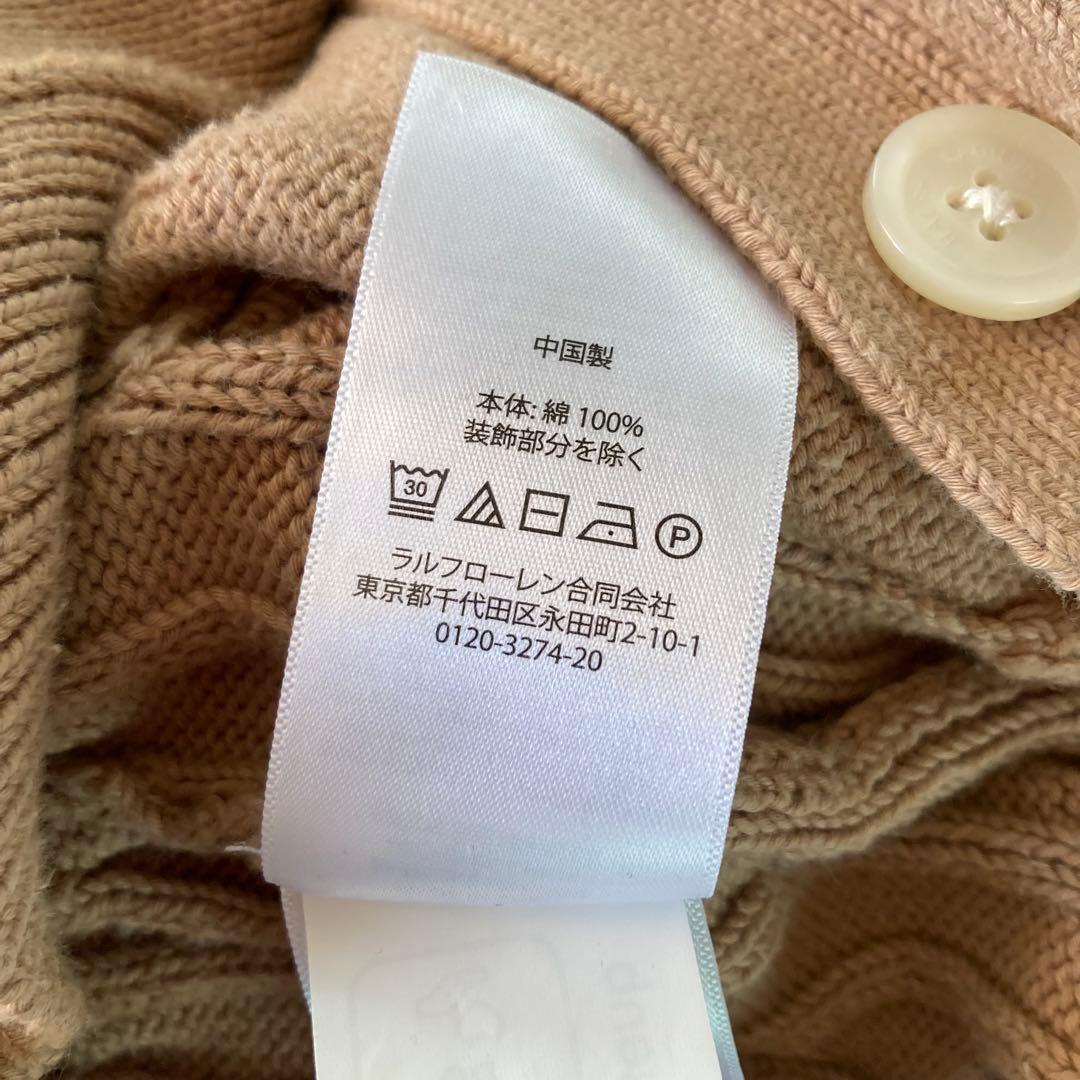 中国製
本体: 綿 100%
装飾部分を除く
30
P
ラルフローレン合同会社
東京都千代田区永田町2-10-1
0120-3274-20